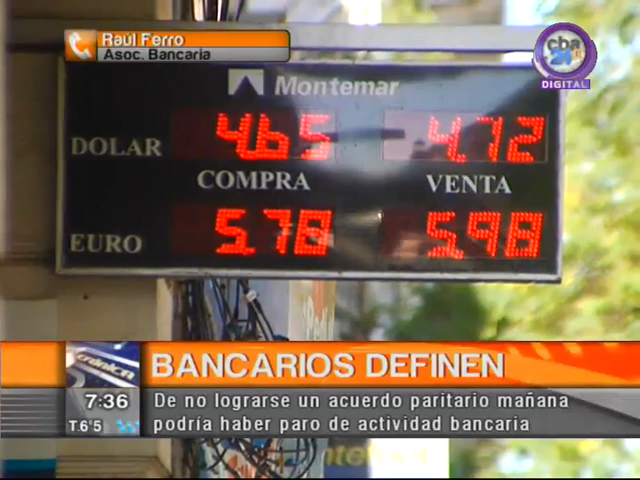 Raúl Ferro
Asoc. Bancaria
cba
24
DIGITAL
Montemar
DOLAR 4.65 4.72
COMPRA VENTA
EURO 5.78 5.98
crónica
BANCARIOS DEFINEN
7:36
T.6'5
De no lograrse un acuerdo paritario mañana
podría haber paro de actividad bancaria